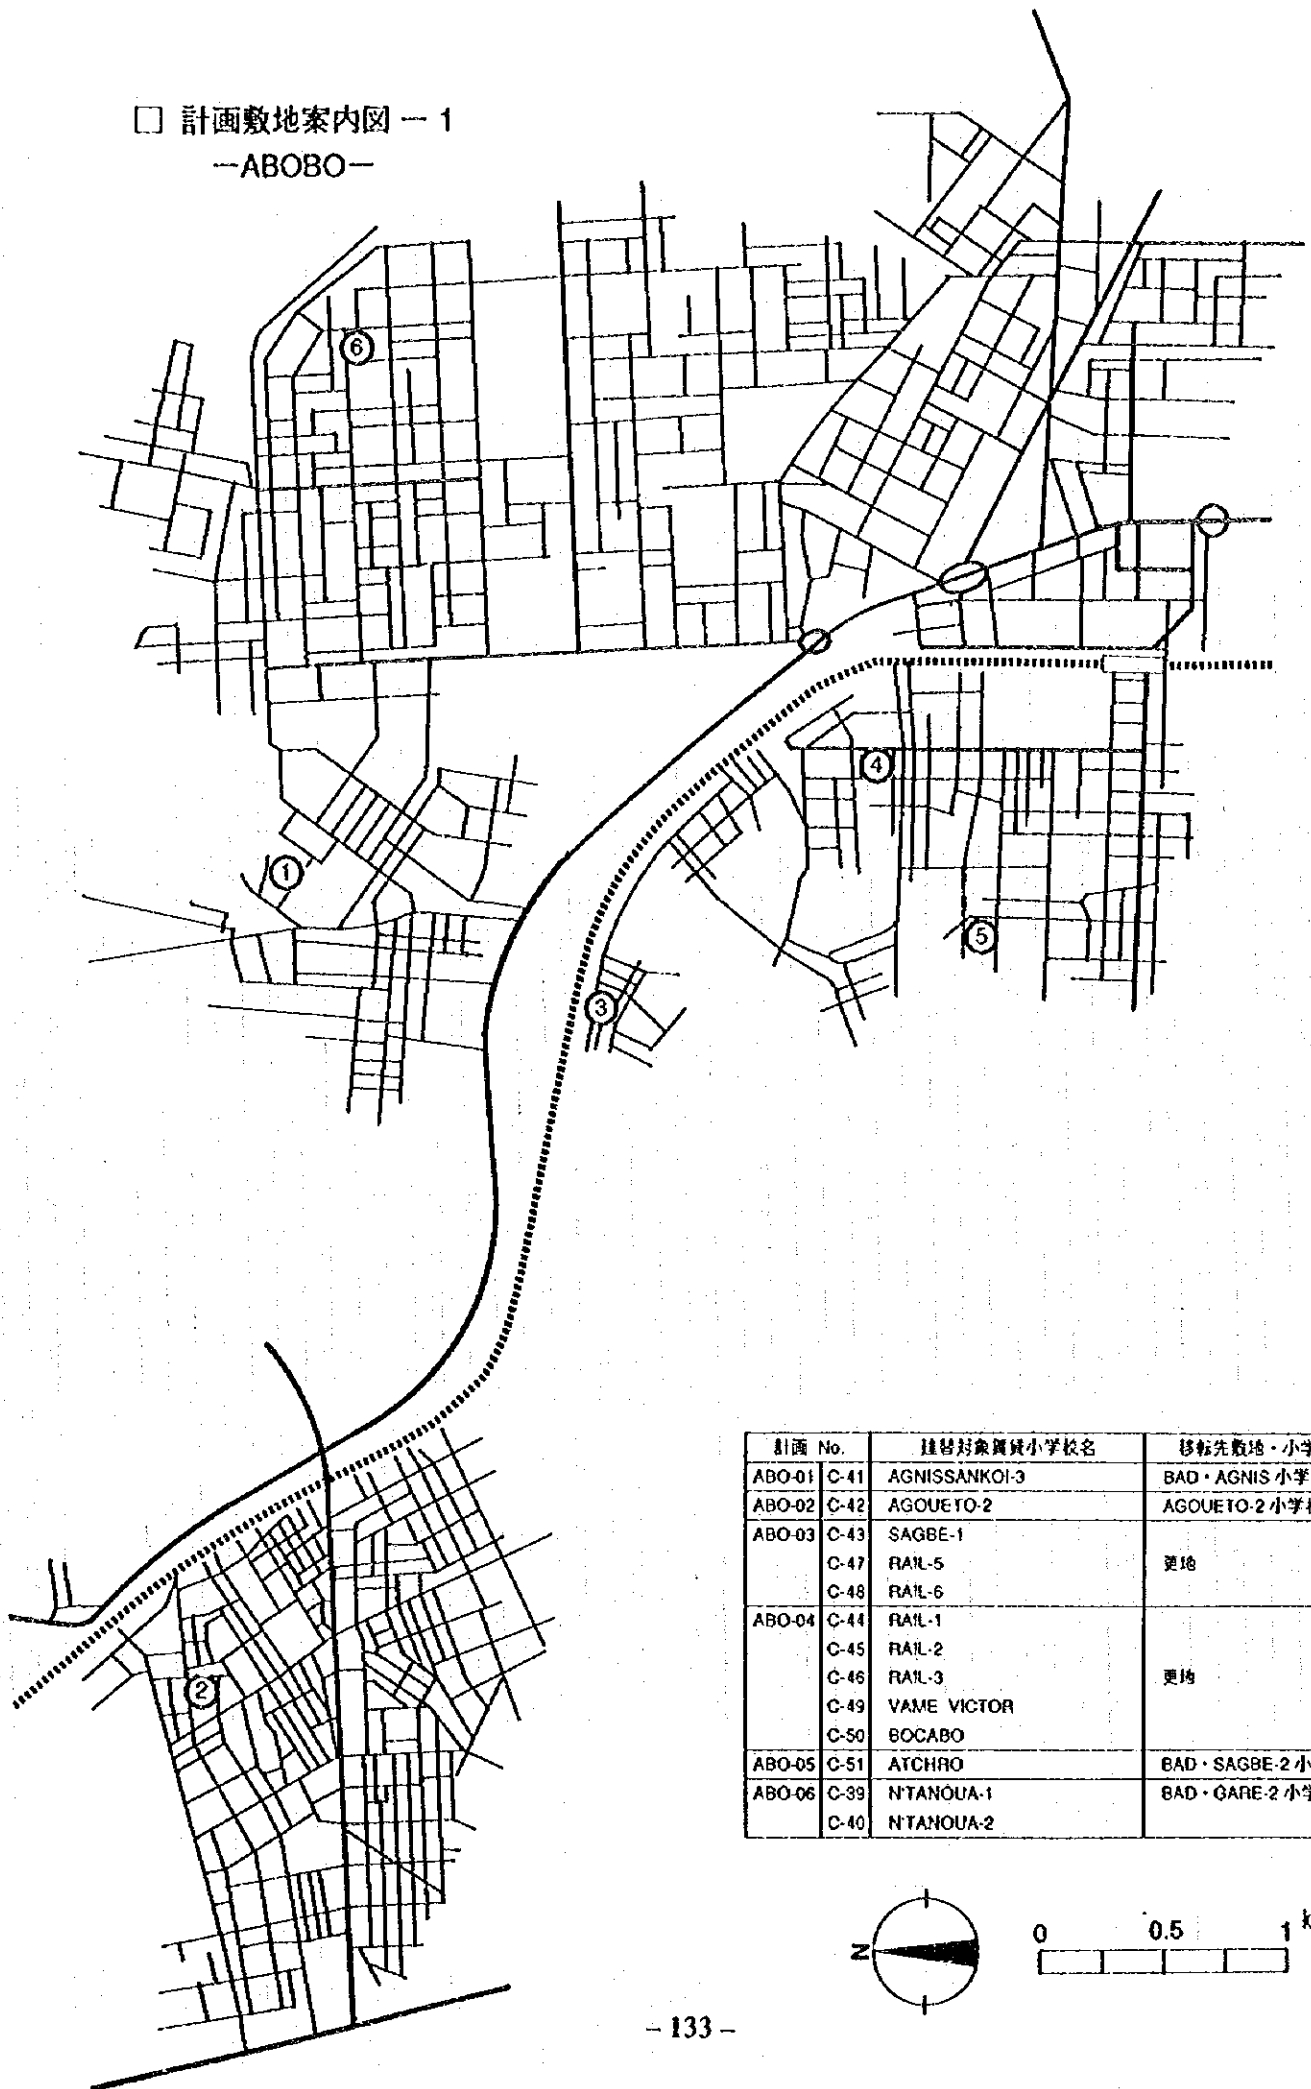 □ 計画敷地案内図 － 1
－ABOBO－
⑥
①
④
⑤
③
②
計画 No. 建替対象賃貸小学校名 移転先敷地・小学
ABO-01 C-41 AGNISSANKOI-3 BAD・AGNIS 小学
ABO-02 C-42 AGOUETO-2 AGOUETO-2 小学校
ABO-03 C-43 SAGBE-1
C-47 RAIL-5 更地
C-48 RAIL-6
ABO-04 C-44 RAIL-1
C-45 RAIL-2
C-46 RAIL-3 更地
C-49 VAME VICTOR
C-50 BOCABO
ABO-05 C-51 ATCHRO BAD・SAGBE-2 小
ABO-06 C-39 N'TANOUA-1 BAD・GARE-2 小学
C-40 N'TANOUA-2
N
0 0.5 1 k
– 133 –